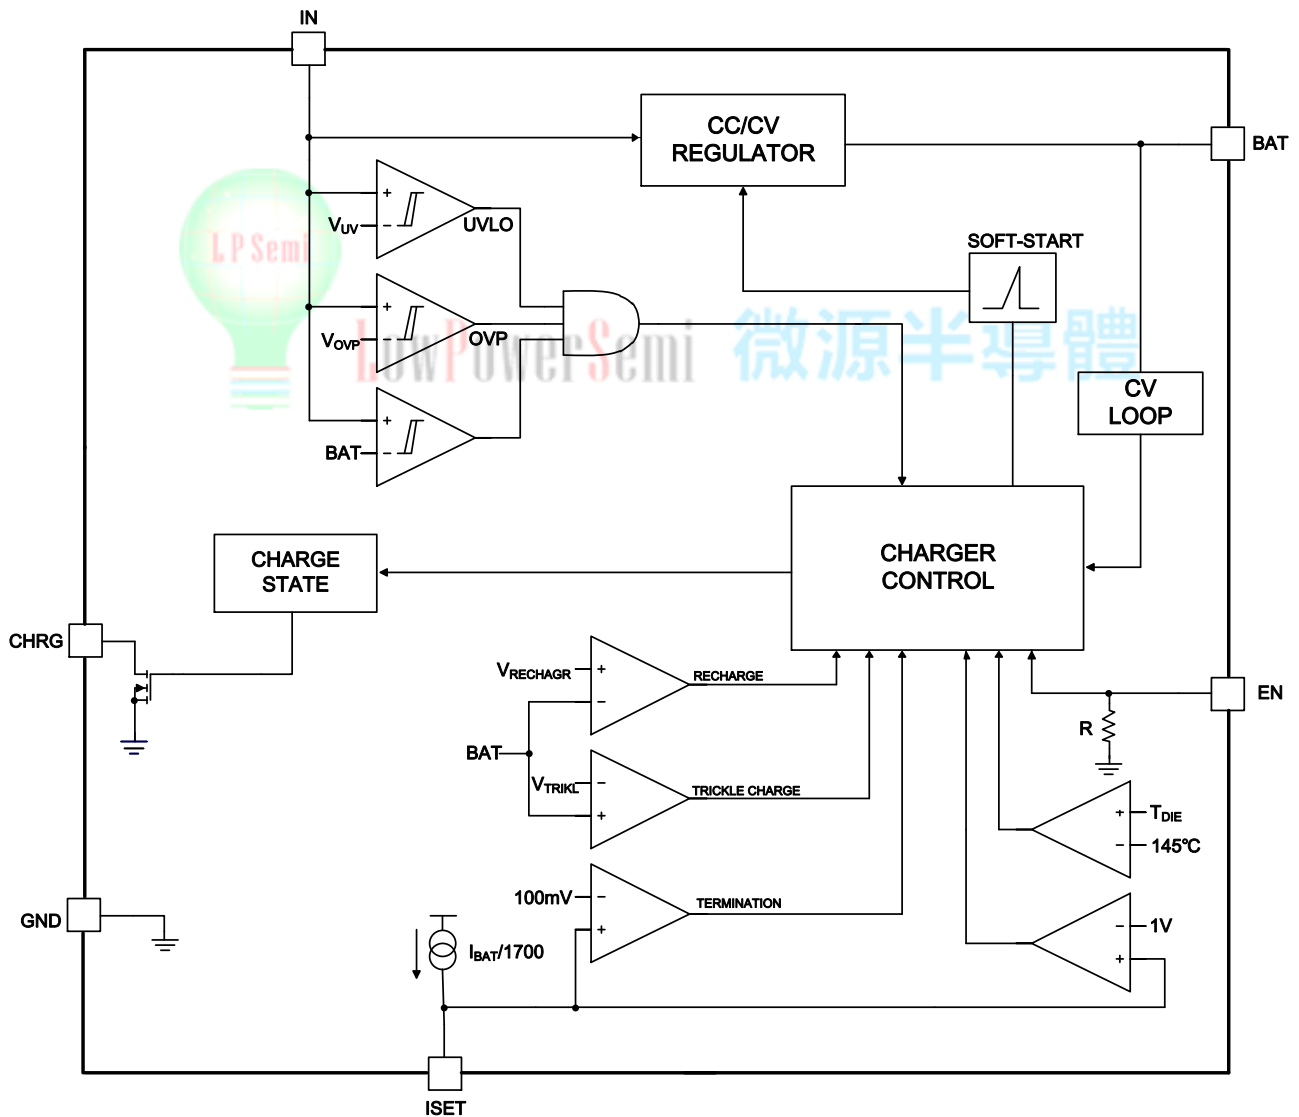 IN
CC/CV
REGULATOR
BAT
+
VUV
-
UVLO
SOFT-START
LP Semi
+
VOVP
-
OVP
LowPowerSemi 微源半導體
CV
LOOP
+
BAT
-
CHARGE
STATE
CHARGER
CONTROL
CHRG
VRECHAGR
+
RECHARGE
-
EN
R
BAT
VTRIKL
-
TRICKLE CHARGE
+
+
TDIE
-
145℃
100mV
-
TERMINATION
+
GND
IBAT/1700
-
1V
+
ISET